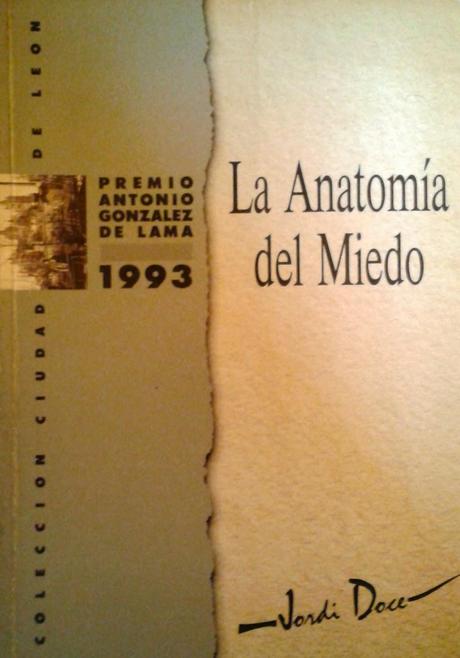 COLECCION CIUDAD DE LEON
PREMIO
ANTONIO
GONZALEZ
DE LAMA
1993
La Anatomía
del Miedo
Jordi Doce